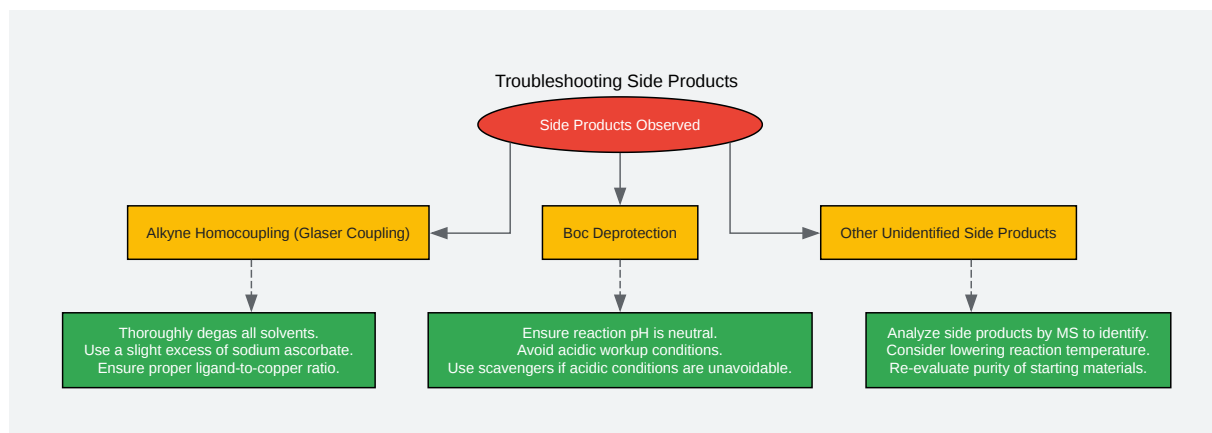 Troubleshooting Side Products
Side Products Observed
Alkyne Homocoupling (Glaser Coupling)
Boc Deprotection
Other Unidentified Side Products
Thoroughly degas all solvents.
Use a slight excess of sodium ascorbate.
Ensure proper ligand-to-copper ratio.
Ensure reaction pH is neutral.
Avoid acidic workup conditions.
Use scavengers if acidic conditions are unavoidable.
Analyze side products by MS to identify.
Consider lowering reaction temperature.
Re-evaluate purity of starting materials.